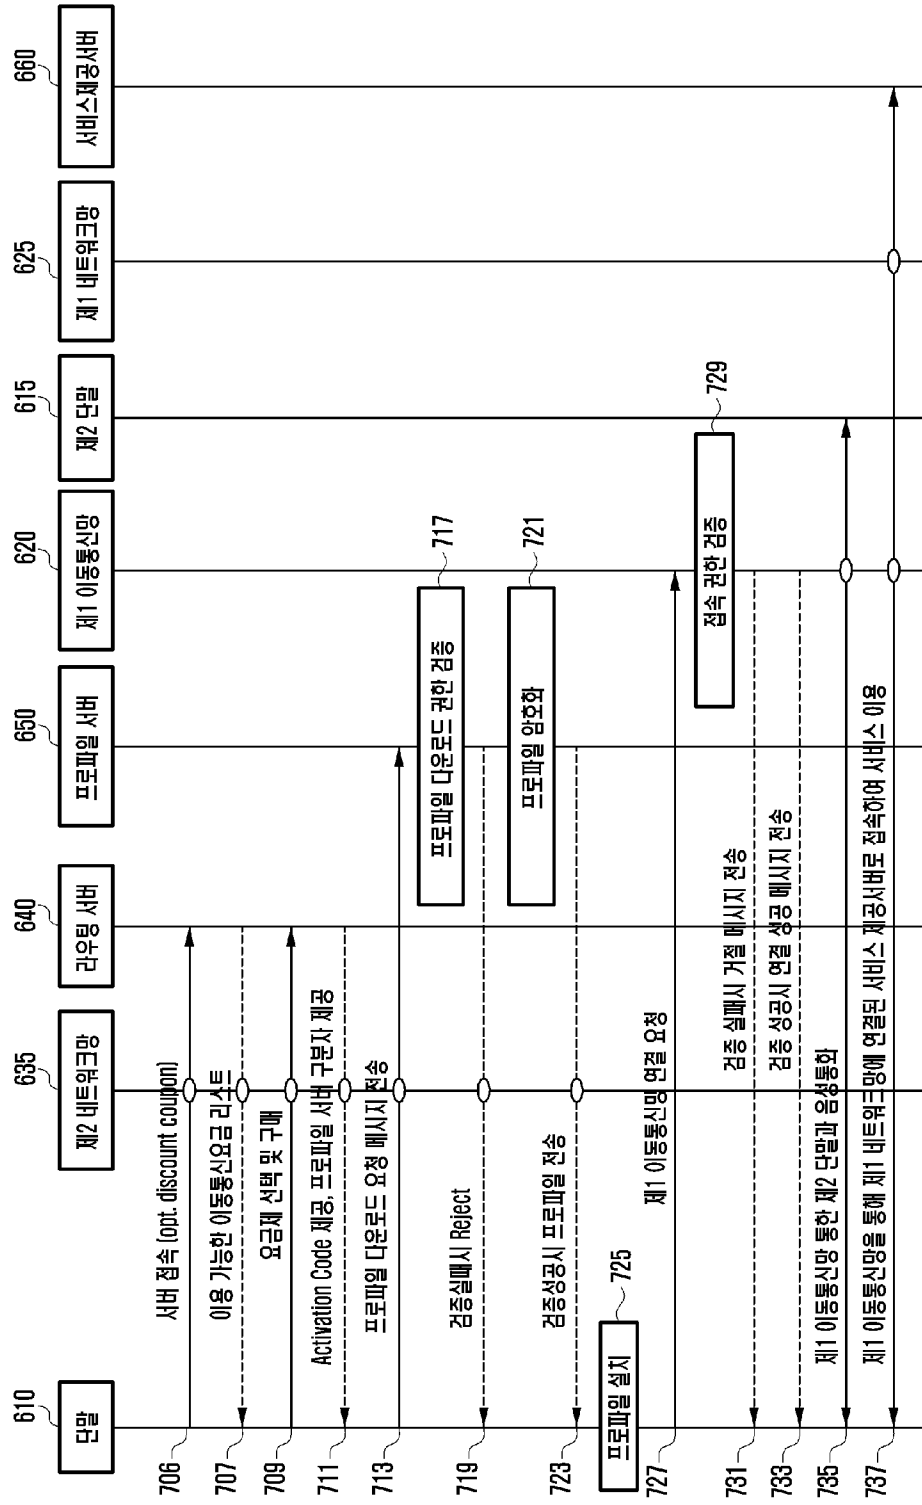 610
635
640
650
620
615
625
660
단말
제2 네트워크망
라우팅 서버
프로파일 서버
제1 이동통신망
제2 단말
제1 네트워크망
서비스제공서버
706
서버 접속 (opt. discount coupon)
707
이용 가능한 이동통신요금 리스트
709
요금제 선택 및 구매
711
Activation Code 제공, 프로파일 서버 구분자 제공
713
프로파일 다운로드 요청 메시지 전송
프로파일 다운로드 권한 검증
717
719
검증실패시 Reject
프로파일 암호화
721
723
검증성공시 프로파일 전송
프로파일 설치
725
727
제1 이동통신망 연결 요청
접속 권한 검증
729
731
검증 실패시 거절 메시지 전송
733
검증 성공시 연결 성공 메시지 전송
735
제1 이동통신망 통한 제2 단말과 음성통화
737
제1 이동통신망을 통해 제1 네트워크망에 연결된 서비스 제공서버로 접속하여 서비스 이용